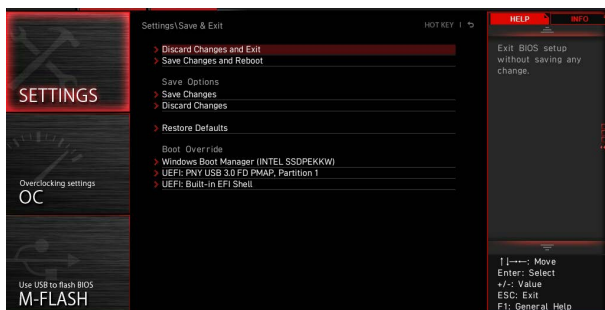 Settings\Save & Exit
HOT KEY
HELP
INFO
Discard Changes and Exit
Save Changes and Reboot
Save Options
Save Changes
Discard Changes
Restore Defaults
Boot Override
Windows Boot Manager (INTEL SSDPEKKW)
UEFI: PNY USB 3.0 FD PMAP, Partition 1
UEFI: Built-in EFI Shell
SETTINGS
Overclocking settings
OC
Use USB to flash BIOS
M-FLASH
Exit BIOS setup
without saving any
change.
↑↓→←: Move
Enter: Select
+/-: Value
ESC: Exit
F1: General Help